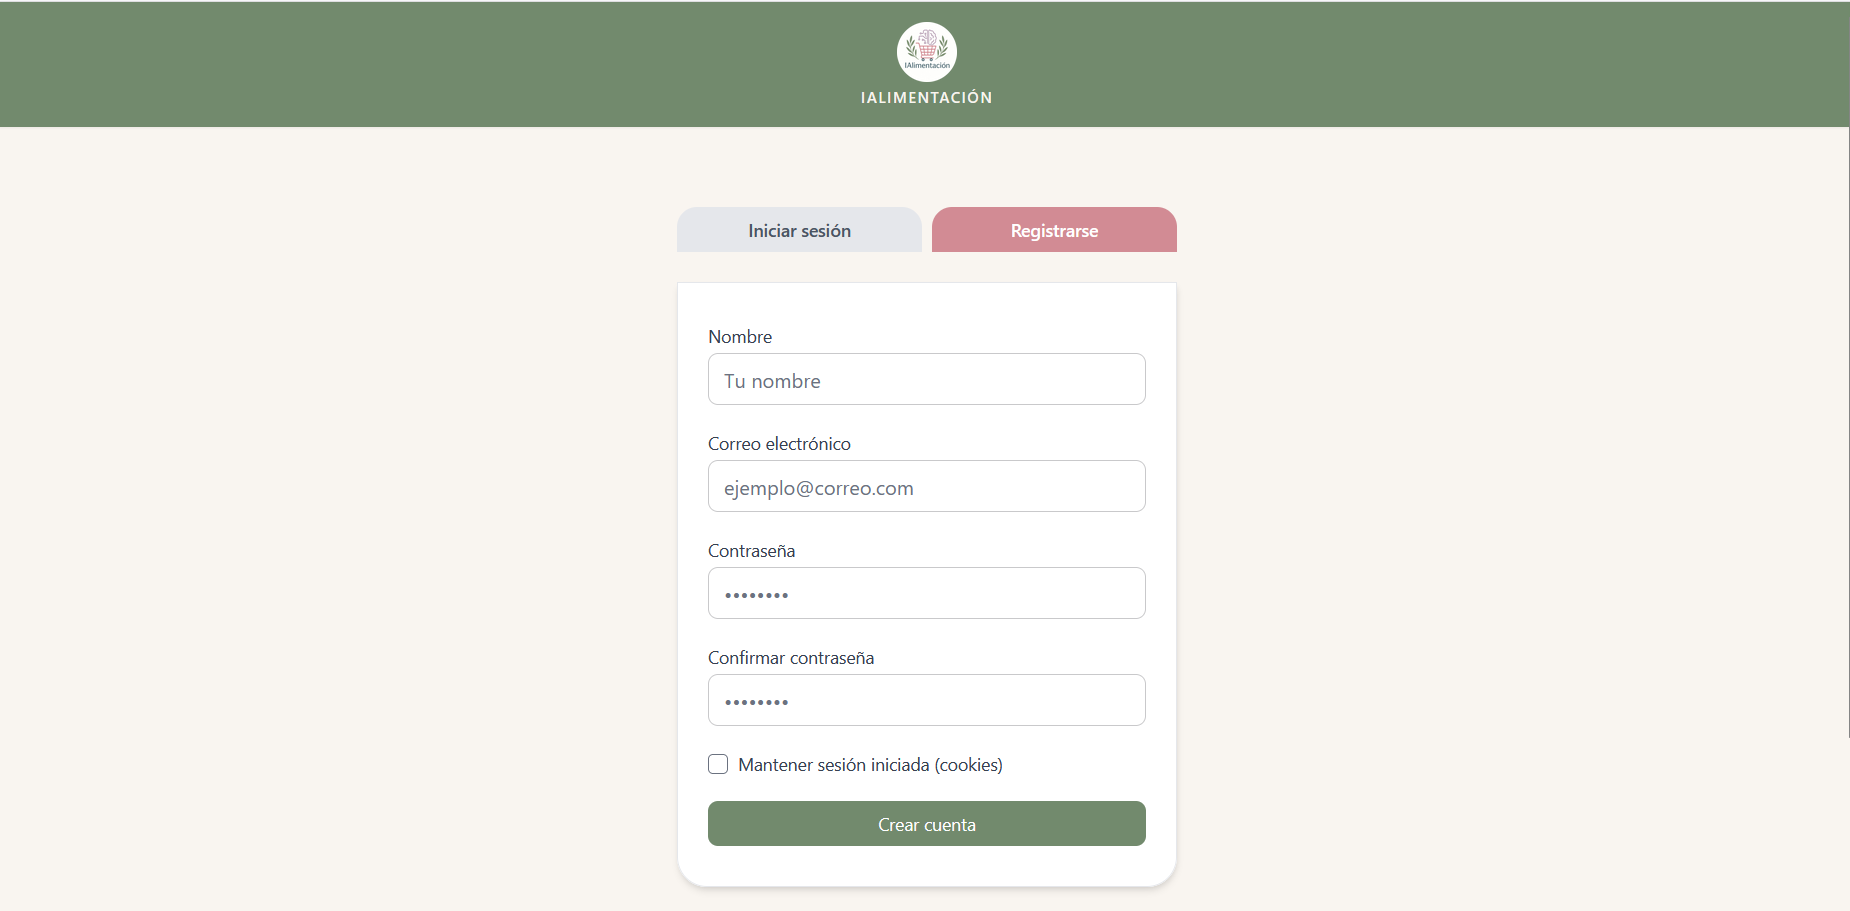 IAlimentación
IALIMENTACIÓN
Iniciar sesión
Registrarse
Nombre
Tu nombre
Correo electrónico
ejemplo@correo.com
Contraseña
••••••••
Confirmar contraseña
••••••••
Mantener sesión iniciada (cookies)
Crear cuenta